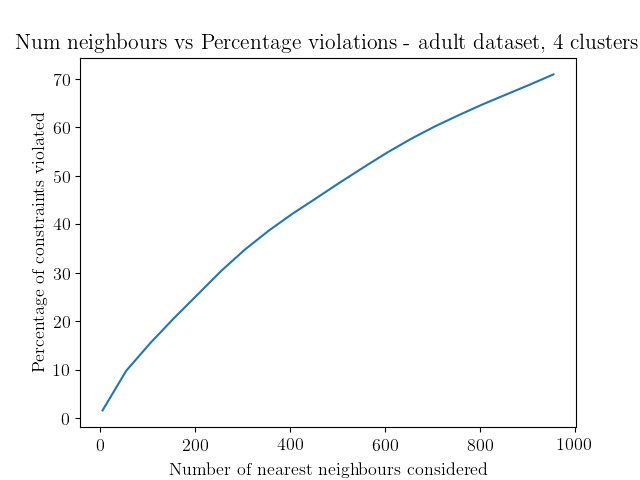 Num neighbours vs Percentage violations - adult dataset, 4 clusters
70
60
50
40
30
20
10
0
Percentage of constraints violated
0 200 400 600 800 1000
Number of nearest neighbours considered